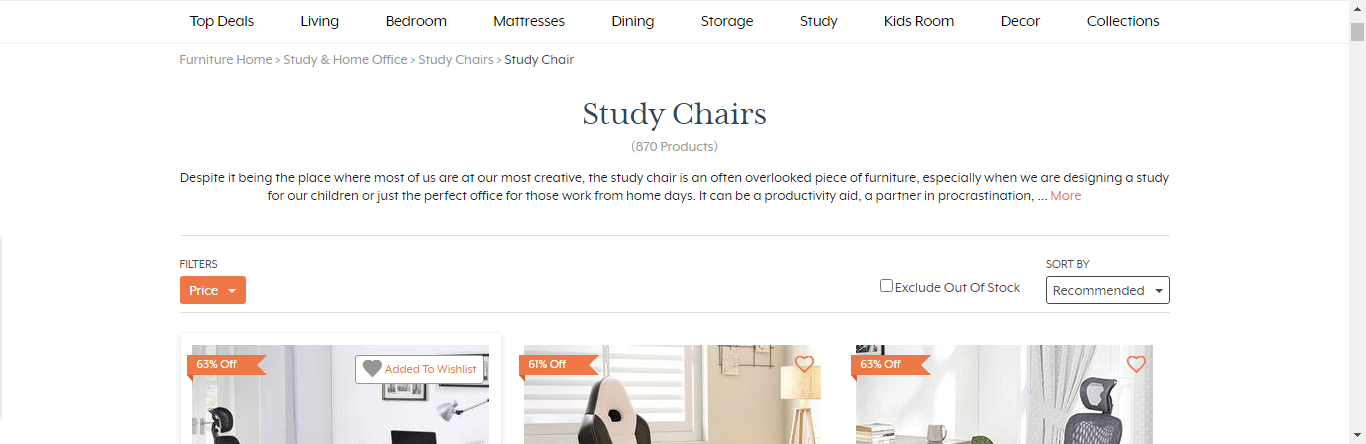 Top Deals Living Bedroom Mattresses Dining Storage Study Kids Room Decor Collections
Furniture Home > Study & Home Office > Study Chairs > Study Chair
Study Chairs
(870 Products)
Despite it being the place where most of us are at our most creative, the study chair is an often overlooked piece of furniture, especially when we are designing a study
for our children or just the perfect office for those work from home days. It can be a productivity aid, a partner in procrastination, ... More
FILTERS
Price
Exclude Out Of Stock
SORT BY
Recommended
63% Off
Added To Wishlist
61% Off
63% Off